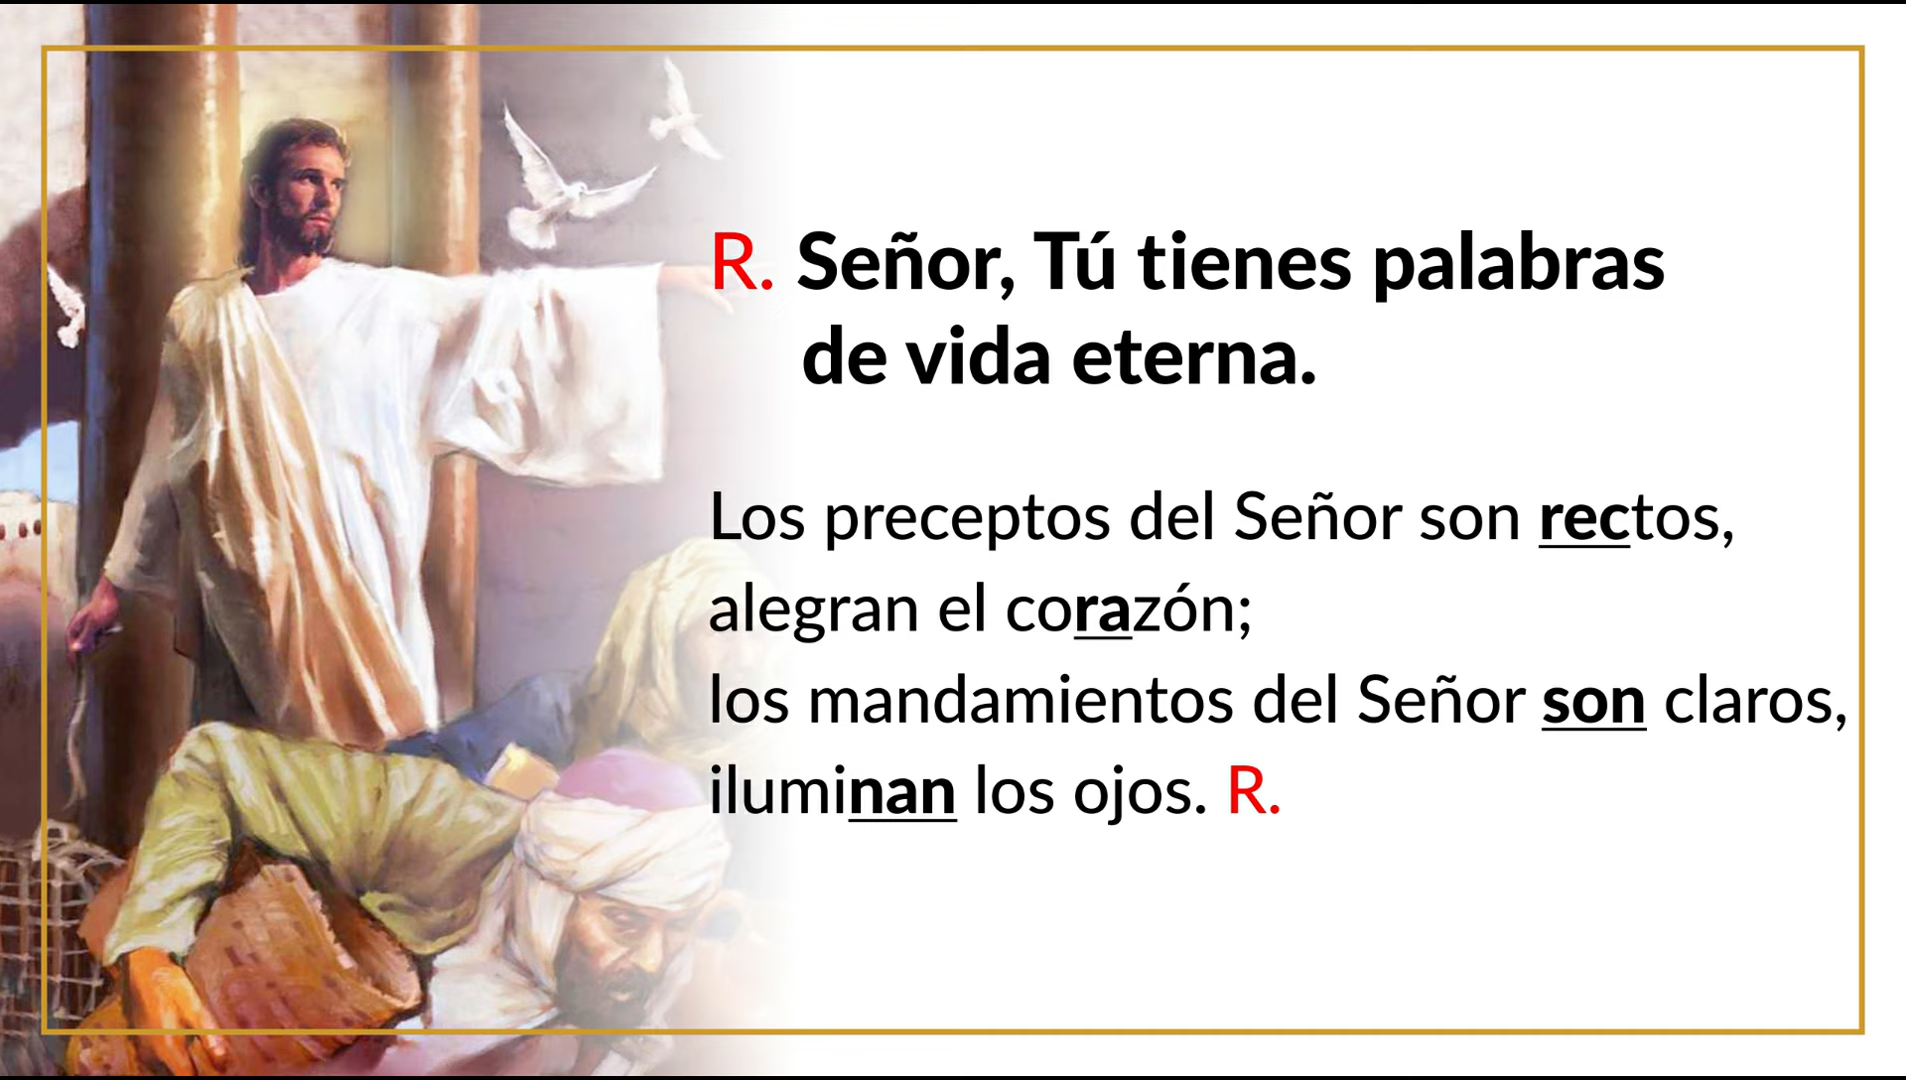 R. Señor, Tú tienes palabras
de vida eterna.
Los preceptos del Señor son rectos,
alegran el corazón;
los mandamientos del Señor son claros,
iluminan los ojos. R.